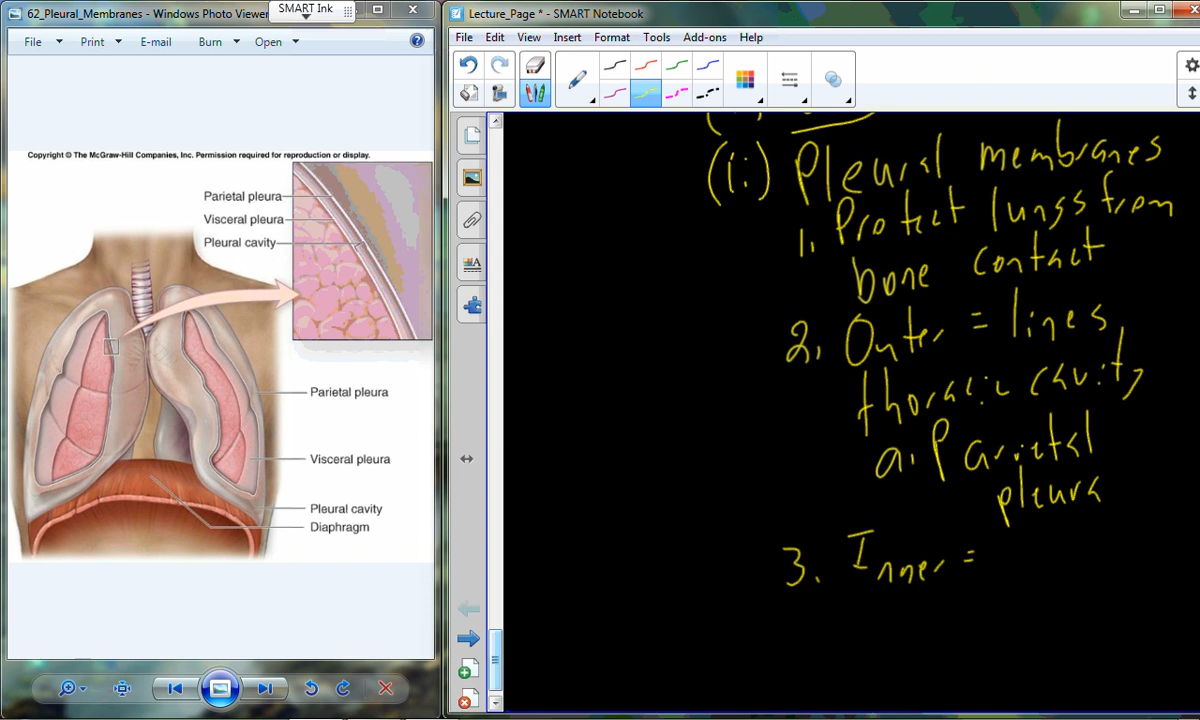 62_Pleural_Membranes - Windows Photo Viewer
SMART Ink
File Print E-mail Burn Open
Copyright © The McGraw-Hill Companies, Inc. Permission required for reproduction or display.
Parietal pleura
Visceral pleura
Pleural cavity
Parietal pleura
Visceral pleura
Pleural cavity
Diaphragm
Lecture_Page * - SMART Notebook
File Edit View Insert Format Tools Add-ons Help
(ii) Pleural membranes
1. Protect lungs from
bone contact
2. Outer = lines
thoracic cavity
a. Parietal
pleura
3. Inner =